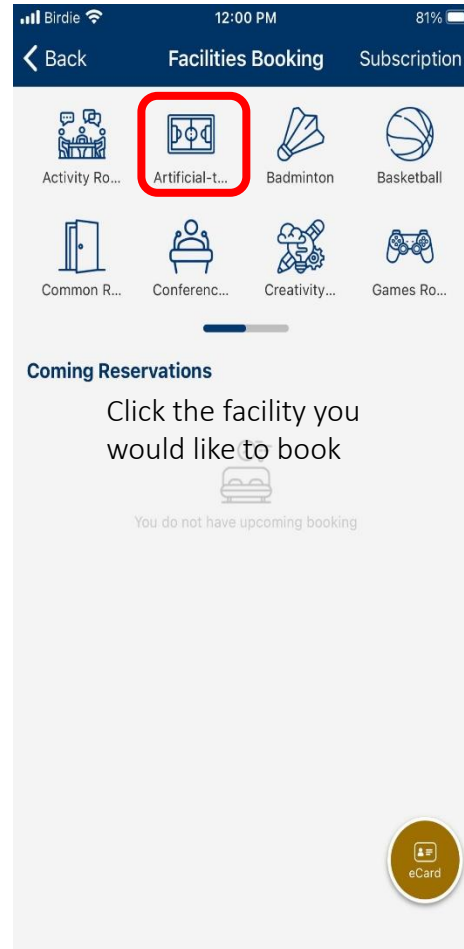 Birdie 12:00 PM 81%
Back Facilities Booking Subscription
Activity Ro... Artificial-t... Badminton Basketball
Common R... Conferenc... Creativity... Games Ro...
Coming Reservations
Click the facility you
would like to book
You do not have upcoming booking
eCard